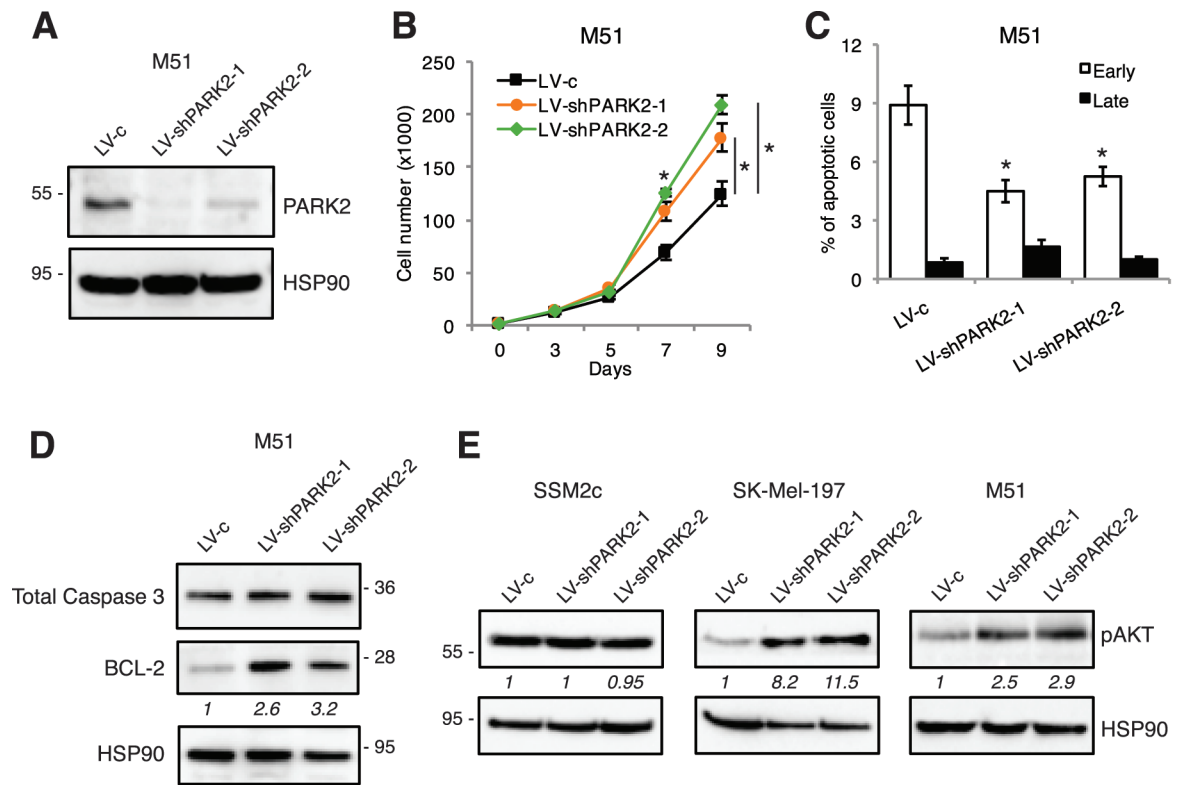 A
M51
LV-c
LV-shPARK2-1
LV-shPARK2-2
55 -
PARK2
95 -
HSP90
B
M51
250
200
150
100
50
0
Cell number (x1000)
LV-c
LV-shPARK2-1
LV-shPARK2-2
*
*
*
0 3 5 7 9
Days
C
M51
12
9
6
3
0
% of apoptotic cells
Early
Late
*
*
LV-c
LV-shPARK2-1
LV-shPARK2-2
D
M51
LV-c
LV-shPARK2-1
LV-shPARK2-2
Total Caspase 3
- 36
BCL-2
- 28
1 2.6 3.2
HSP90
- 95
E
SSM2c
LV-c
LV-shPARK2-1
LV-shPARK2-2
SK-Mel-197
LV-c
LV-shPARK2-1
LV-shPARK2-2
M51
LV-c
LV-shPARK2-1
LV-shPARK2-2
55 -
pAKT
1 1 0.95
1 8.2 11.5
1 2.5 2.9
95 -
HSP90